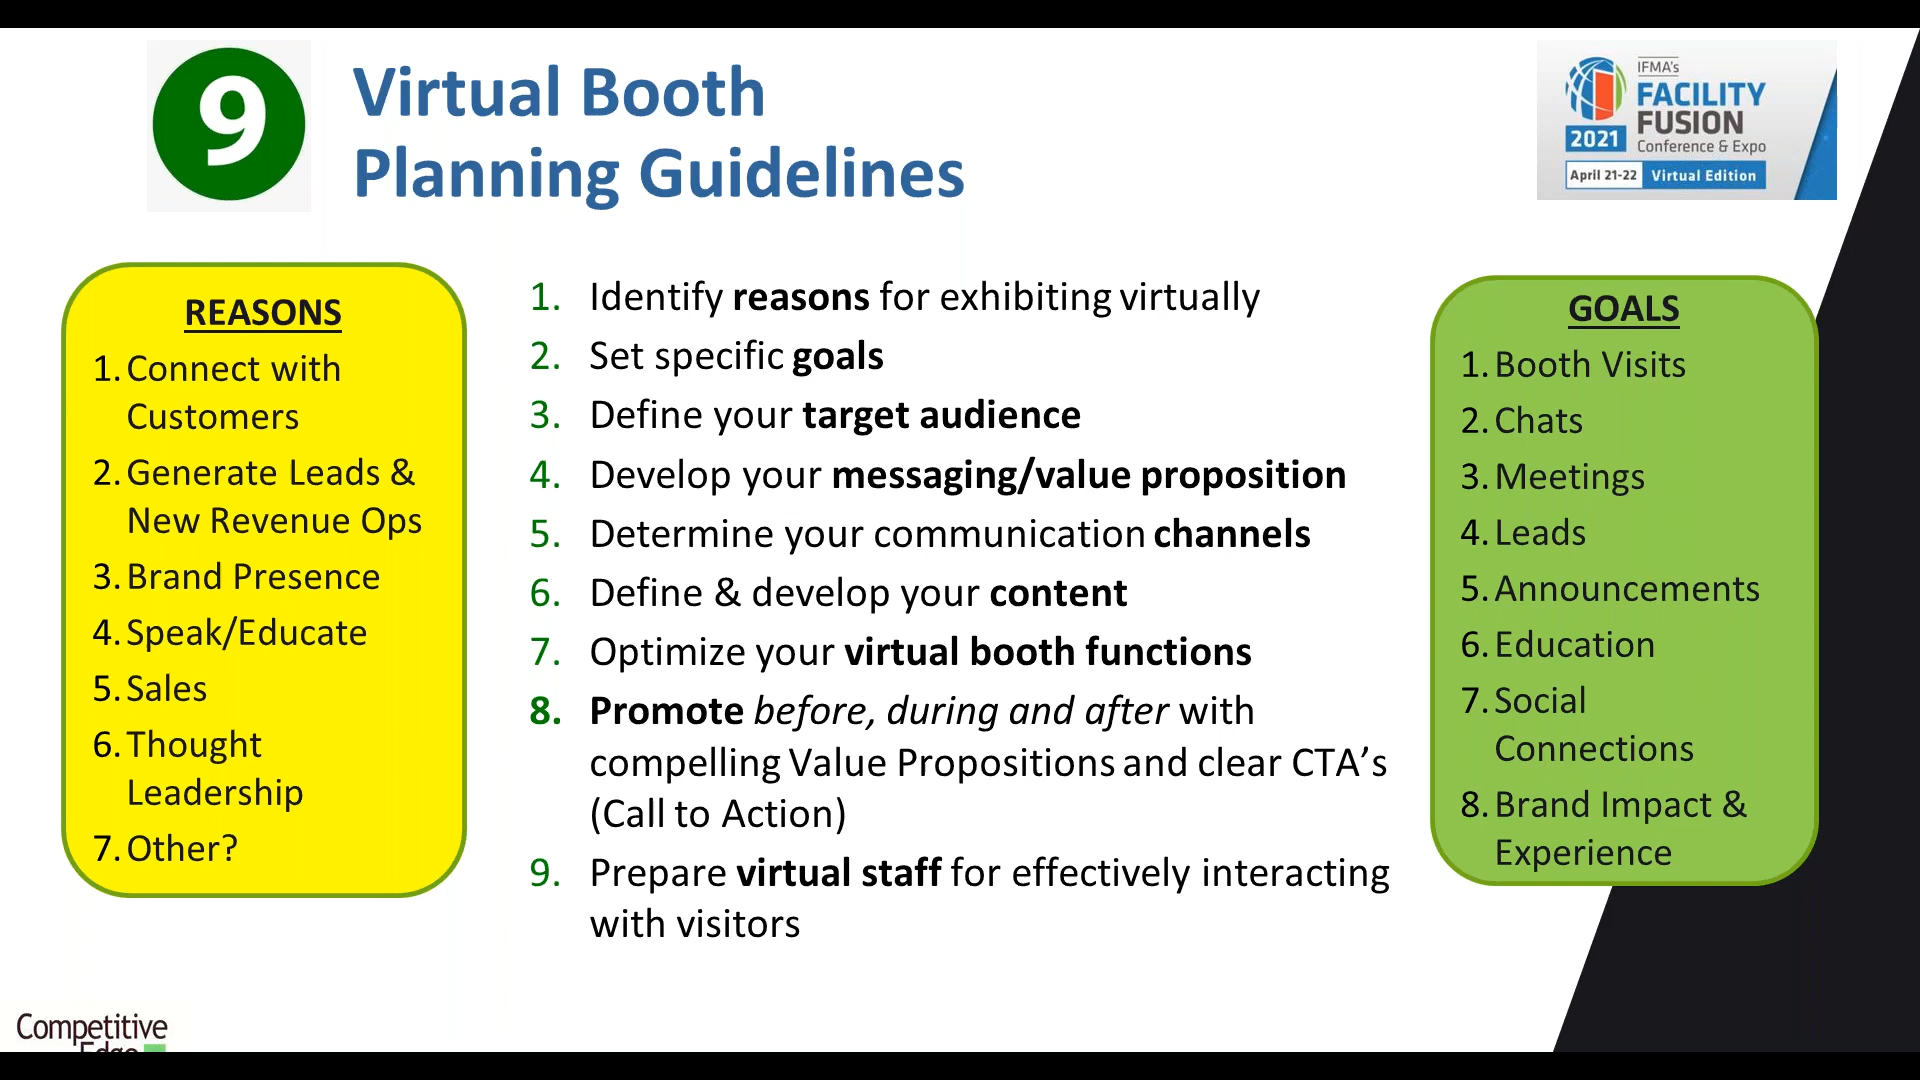 9
Virtual Booth
Planning Guidelines
IFMA's
FACILITY
FUSION
2021
Conference & Expo
April 21-22
Virtual Edition
REASONS
1. Connect with
Customers
2. Generate Leads &
New Revenue Ops
3. Brand Presence
4. Speak/Educate
5. Sales
6. Thought
Leadership
7. Other?
1. Identify reasons for exhibiting virtually
2. Set specific goals
3. Define your target audience
4. Develop your messaging/value proposition
5. Determine your communication channels
6. Define & develop your content
7. Optimize your virtual booth functions
8. Promote before, during and after with
compelling Value Propositions and clear CTA’s
(Call to Action)
9. Prepare virtual staff for effectively interacting
with visitors
GOALS
1. Booth Visits
2. Chats
3. Meetings
4. Leads
5. Announcements
6. Education
7. Social
Connections
8. Brand Impact &
Experience
Competitive
Edge